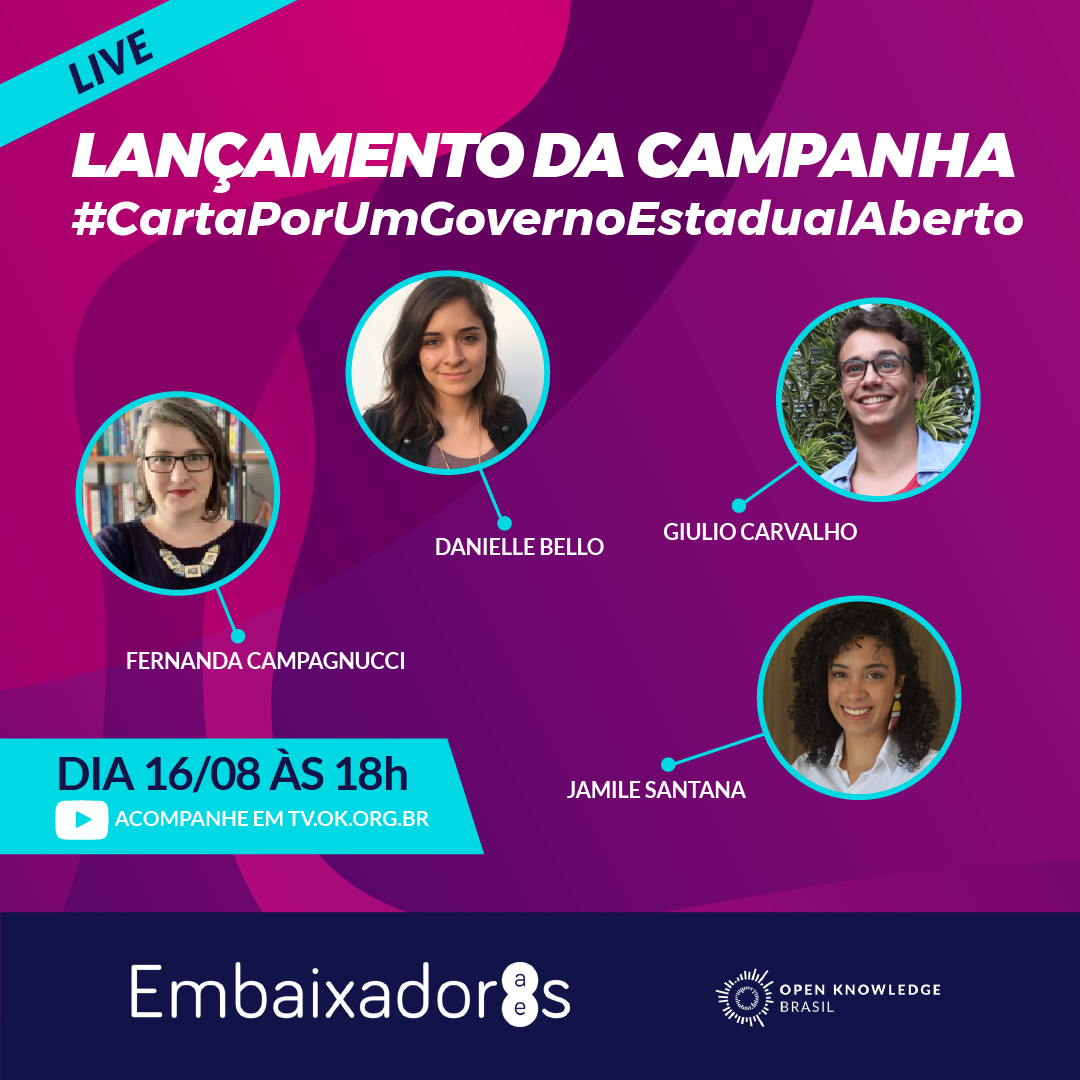 LIVE
LANÇAMENTO DA CAMPANHA
#CartaPorUmGovernoEstadualAberto
DANIELLE BELLO
GIULIO CARVALHO
FERNANDA CAMPAGNUCCI
JAMILE SANTANA
DIA 16/08 ÀS 18h
ACOMPANHE EM TV.OK.ORG.BR
Embaixadoraes
OPEN KNOWLEDGE
BRASIL